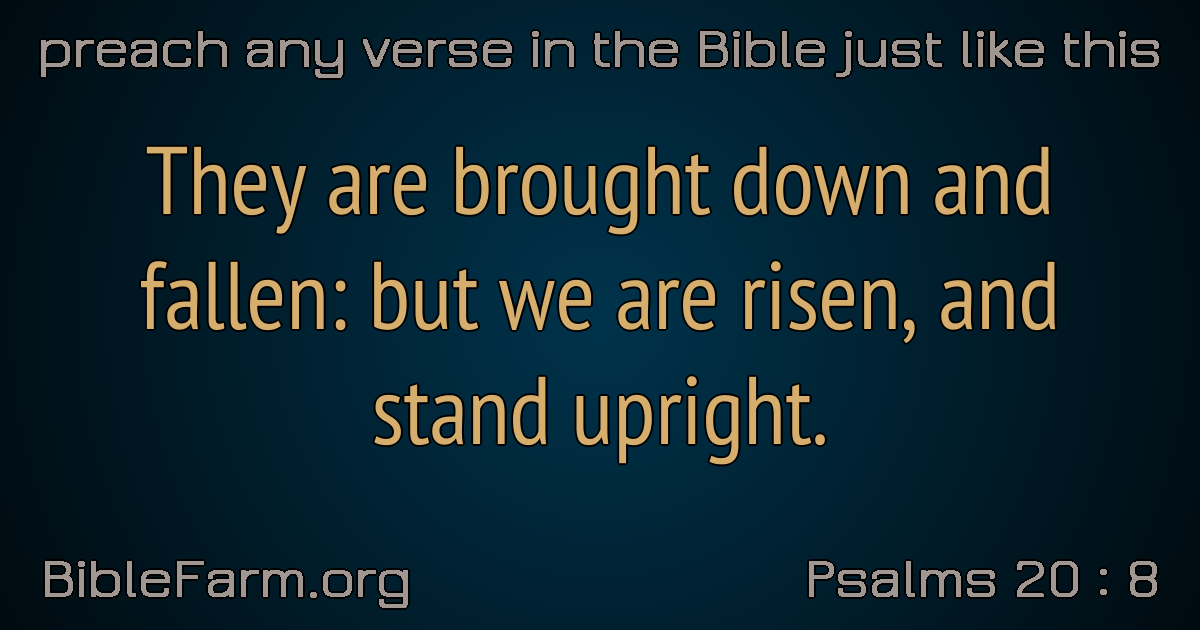 preach any verse in the Bible just like this
They are brought down and
fallen: but we are risen, and
stand upright.
BibleFarm.org
Psalms 20 : 8